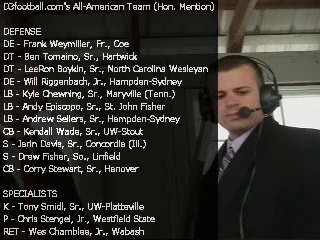 D3football.com's All-American Team (Hon. Mention)
DEFENSE
DE - Frank Weymiller, Fr., Coe
DT - Ben Tomaino, Sr., Hartwick
DT - LeeRon Boykin, Sr., North Carolina Wesleyan
DE - Will Rippenbach, Jr., Hampden-Sydney
LB - Kyle Chewning, Sr., Maryville (Tenn.)
LB - Andy Episcopo, Sr., St. John Fisher
LB - Andrew Sellers, Sr., Hampden-Sydney
CB - Kendall Wade, Sr., UW-Stout
S - Jarin Davis, Sr., Concordia (Ill.)
S - Drew Fisher, So., Linfield
CB - Corry Stewart, Sr., Hanover
SPECIALISTS
K - Tony Smidl, Sr., UW-Platteville
P - Chris Stengel, Jr., Westfield State
RET - Wes Chamblee, Jr., Wabash